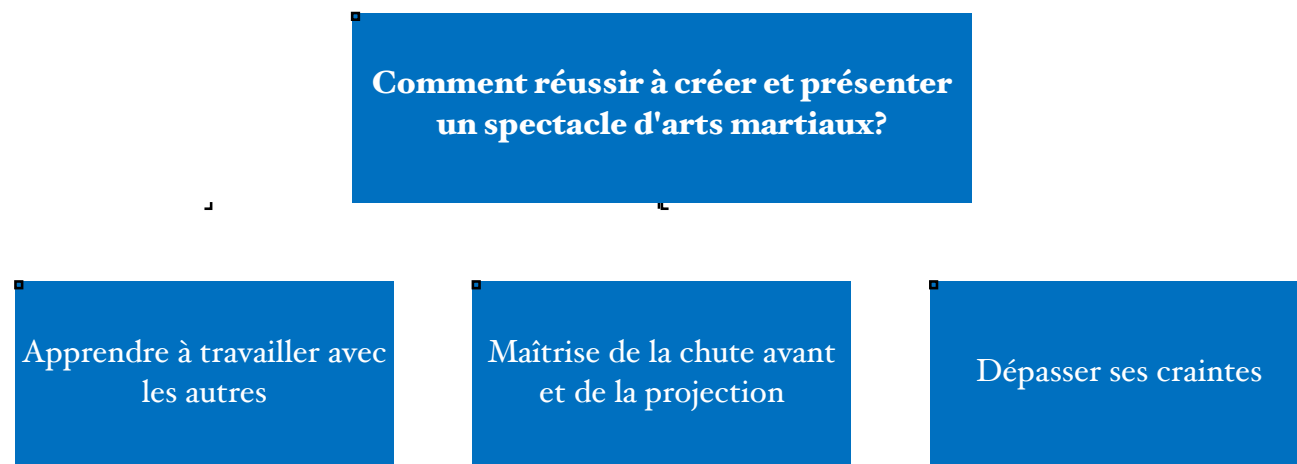 Comment réussir à créer et présenter
un spectacle d'arts martiaux?
Apprendre à travailler avec
les autres
Maîtrise de la chute avant
et de la projection
Dépasser ses craintes